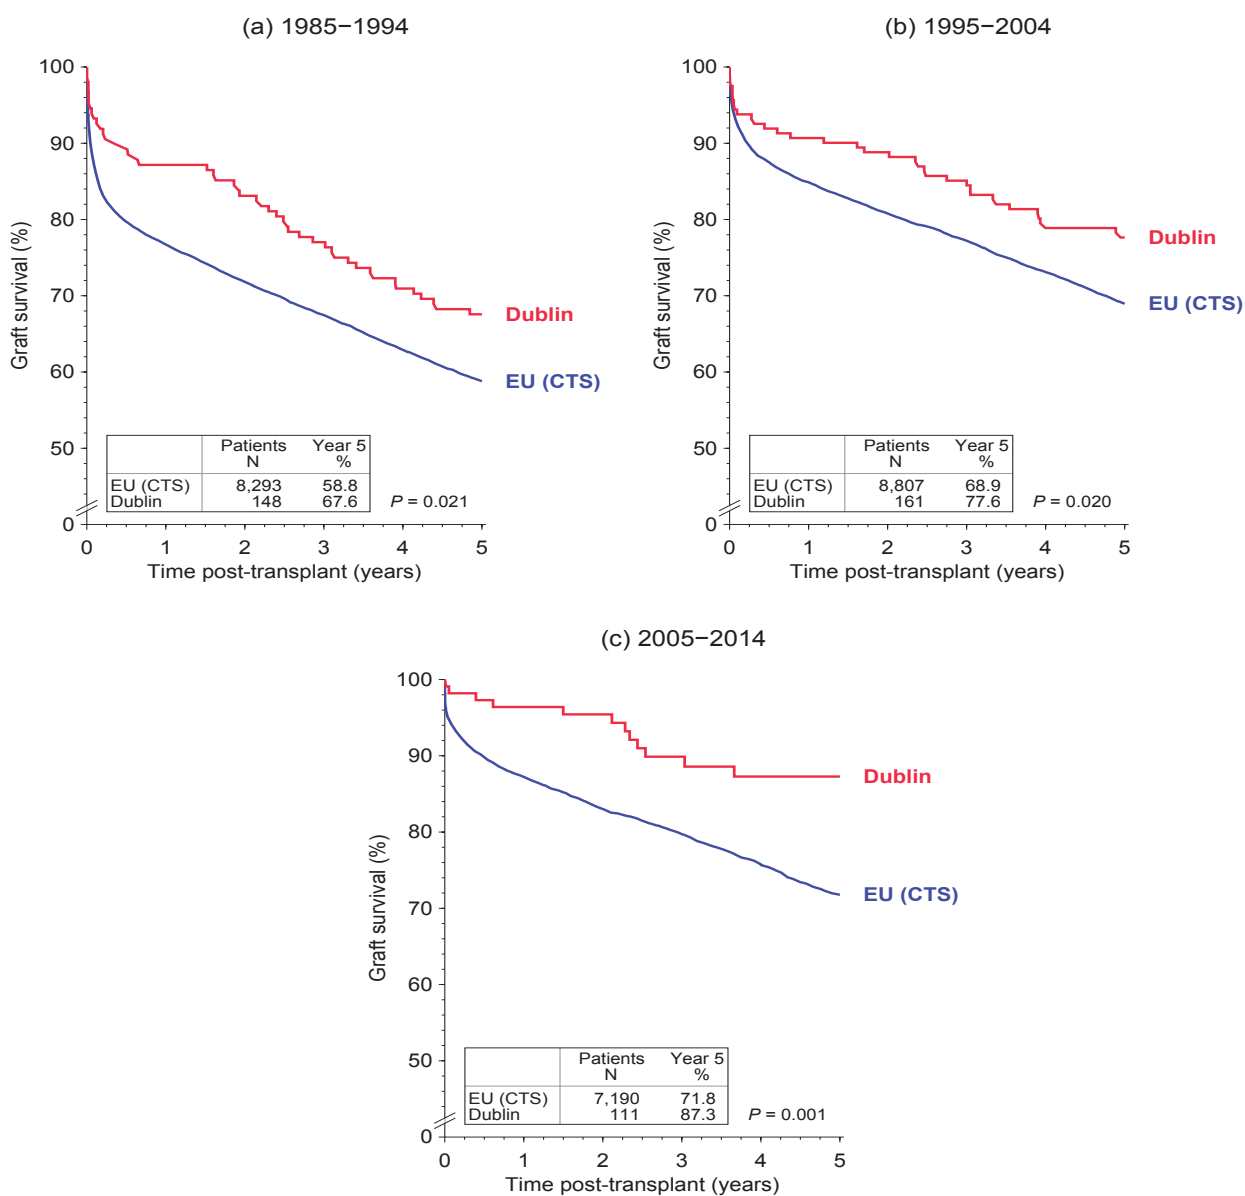 (a) 1985−1994
Graft survival (%)
100
90
80
70
60
50
0
Dublin
EU (CTS)
Patients Year 5
N %
EU (CTS) 8,293 58.8
Dublin 148 67.6
P = 0.021
0 1 2 3 4 5
Time post-transplant (years)
(b) 1995−2004
Graft survival (%)
100
90
80
70
60
50
0
Dublin
EU (CTS)
Patients Year 5
N %
EU (CTS) 8,807 68.9
Dublin 161 77.6
P = 0.020
0 1 2 3 4 5
Time post-transplant (years)
(c) 2005−2014
Graft survival (%)
100
90
80
70
60
50
0
Dublin
EU (CTS)
Patients Year 5
N %
EU (CTS) 7,190 71.8
Dublin 111 87.3
P = 0.001
0 1 2 3 4 5
Time post-transplant (years)